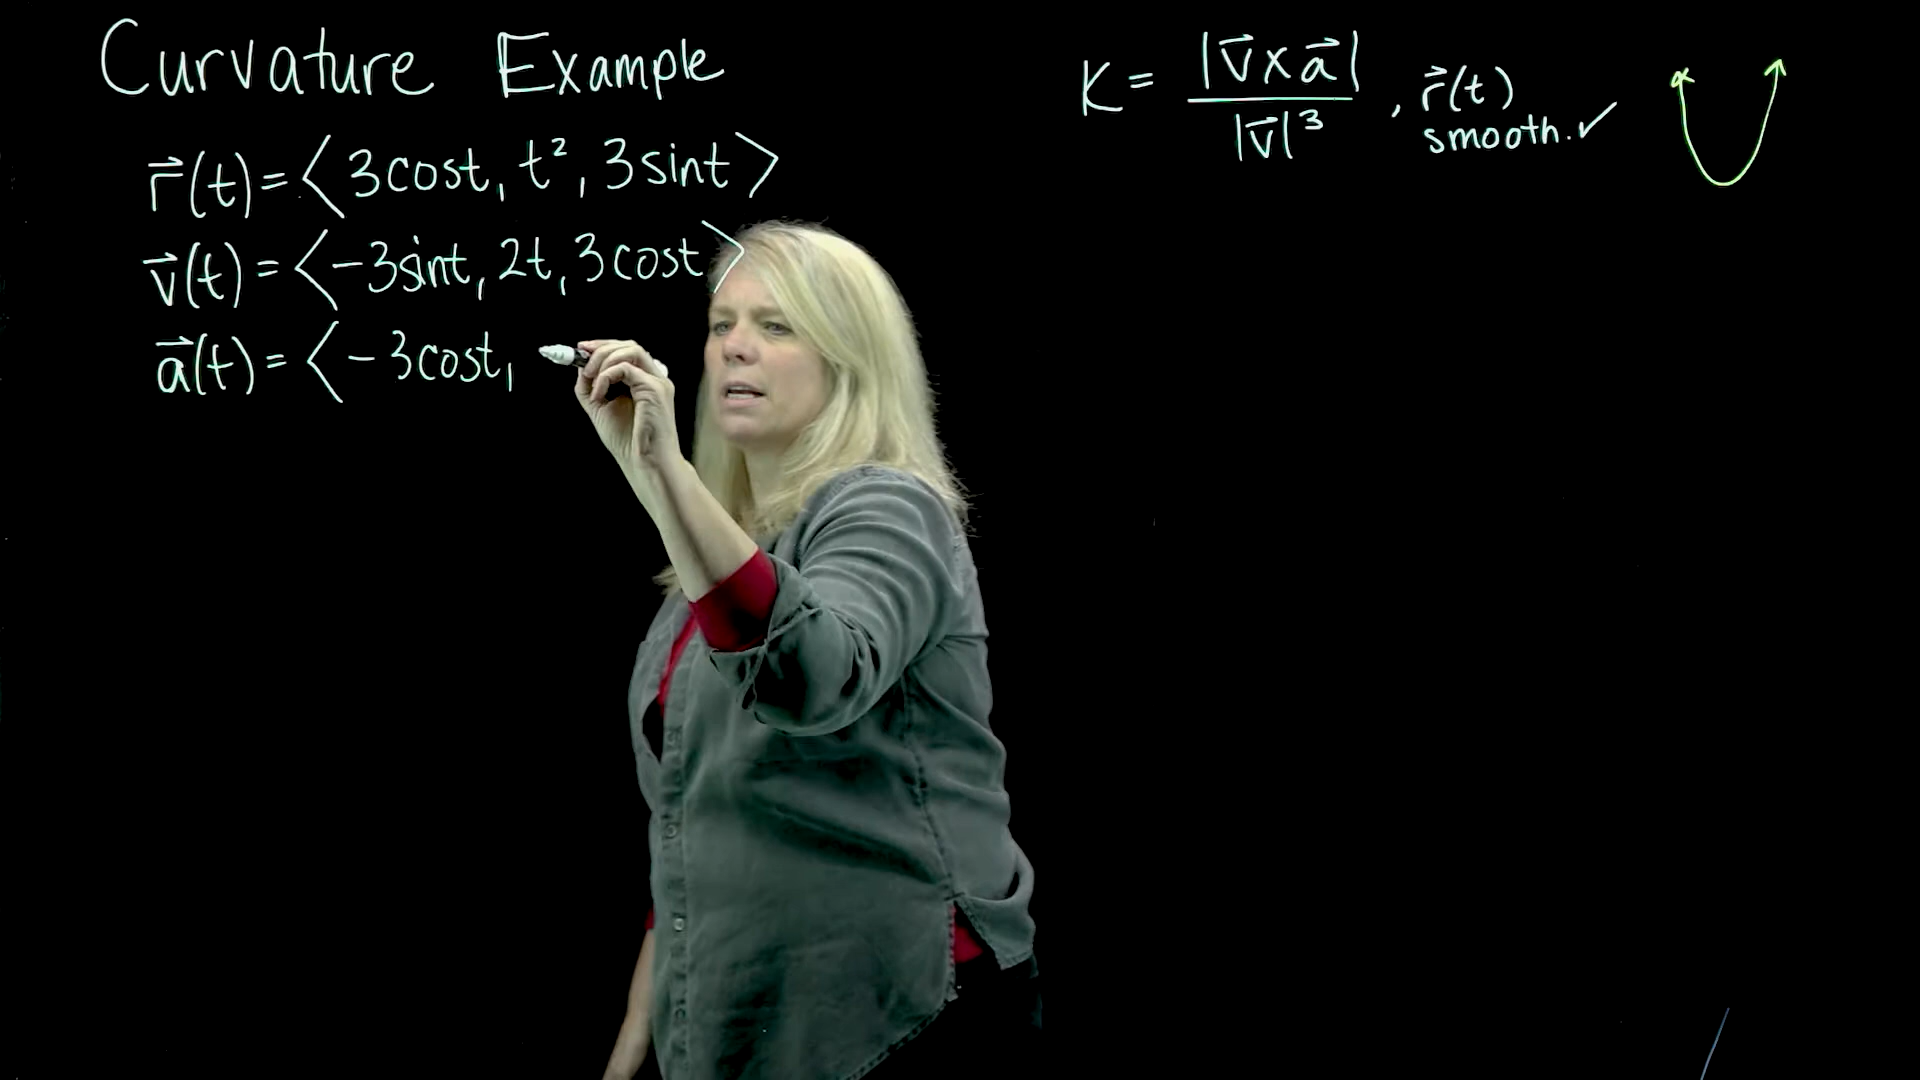 Curvature Example
r⃗(t) = ⟨3cost, t², 3sint⟩
v⃗(t) = ⟨-3sint, 2t, 3cost⟩
a⃗(t) = ⟨-3cost,
K = |v⃗ x a⃗| / |v⃗|³ , r⃗(t)
smooth. ✓